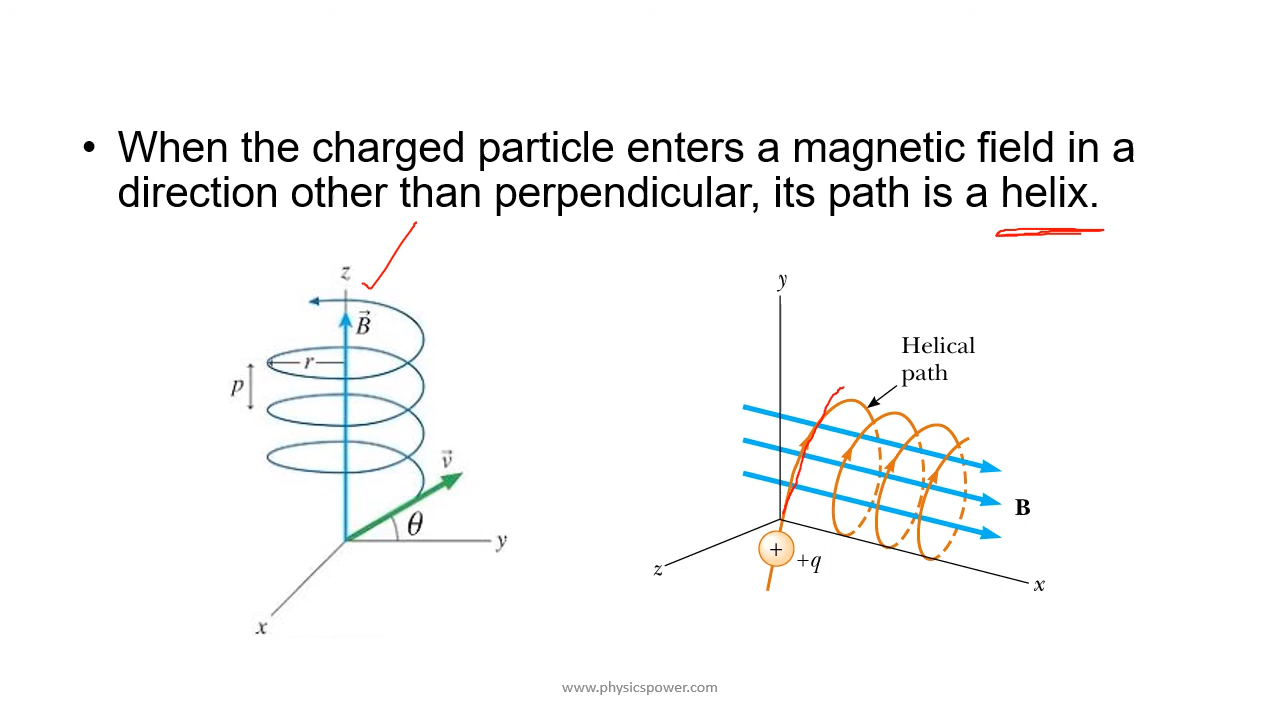 • When the charged particle enters a magnetic field in a
direction other than perpendicular, its path is a helix.
z
B⃗
r
p
v⃗
θ
y
x
y
Helical
path
B
+
+q
z
x
www.physicspower.com